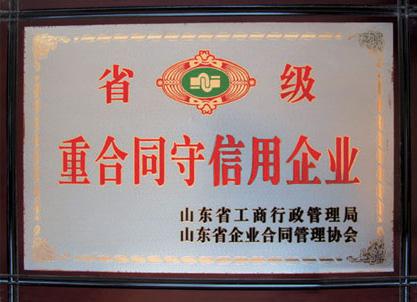 省级
重合同守信用企业
山东省工商行政管理局
山东省企业合同管理协会